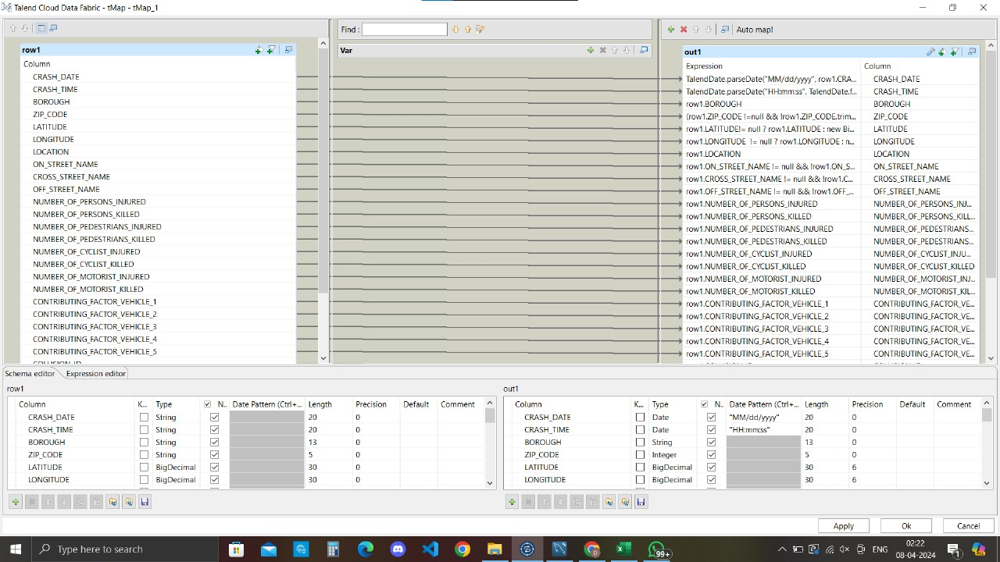 Talend Cloud Data Fabric - tMap - tMap_1
Find :
Auto map!
row1
Column
CRASH_DATE
CRASH_TIME
BOROUGH
ZIP_CODE
LATITUDE
LONGITUDE
LOCATION
ON_STREET_NAME
CROSS_STREET_NAME
OFF_STREET_NAME
NUMBER_OF_PERSONS_INJURED
NUMBER_OF_PERSONS_KILLED
NUMBER_OF_PEDESTRIANS_INJURED
NUMBER_OF_PEDESTRIANS_KILLED
NUMBER_OF_CYCLIST_INJURED
NUMBER_OF_CYCLIST_KILLED
NUMBER_OF_MOTORIST_INJURED
NUMBER_OF_MOTORIST_KILLED
CONTRIBUTING_FACTOR_VEHICLE_1
CONTRIBUTING_FACTOR_VEHICLE_2
CONTRIBUTING_FACTOR_VEHICLE_3
CONTRIBUTING_FACTOR_VEHICLE_4
CONTRIBUTING_FACTOR_VEHICLE_5
Var
out1
Expression Column
TalendDate.parseDate("MM/dd/yyyy", row1.CRA... CRASH_DATE
TalendDate.parseDate("HH:mm:ss", TalendDate.f... CRASH_TIME
row1.BOROUGH BOROUGH
(row1.ZIP_CODE !=null && !row1.ZIP_CODE.trim... ZIP_CODE
row1.LATITUDE!= null ? row1.LATITUDE : new Bi... LATITUDE
row1.LONGITUDE != null ? row1.LONGITUDE : n... LONGITUDE
row1.LOCATION LOCATION
row1.ON_STREET_NAME != null && !row1.ON_S... ON_STREET_NAME
row1.CROSS_STREET_NAME != null && !row1.C... CROSS_STREET_NAME
row1.OFF_STREET_NAME != null && !row1.OFF_... OFF_STREET_NAME
row1.NUMBER_OF_PERSONS_INJURED NUMBER_OF_PERSONS_INJ...
row1.NUMBER_OF_PERSONS_KILLED NUMBER_OF_PERSONS_KILL...
row1.NUMBER_OF_PEDESTRIANS_INJURED NUMBER_OF_PEDESTRIANS...
row1.NUMBER_OF_PEDESTRIANS_KILLED NUMBER_OF_PEDESTRIANS...
row1.NUMBER_OF_CYCLIST_INJURED NUMBER_OF_CYCLIST_INJU...
row1.NUMBER_OF_CYCLIST_KILLED NUMBER_OF_CYCLIST_KILLED
row1.NUMBER_OF_MOTORIST_INJURED NUMBER_OF_MOTORIST_INJ...
row1.NUMBER_OF_MOTORIST_KILLED NUMBER_OF_MOTORIST_KIL...
row1.CONTRIBUTING_FACTOR_VEHICLE_1 CONTRIBUTING_FACTOR_VE...
row1.CONTRIBUTING_FACTOR_VEHICLE_2 CONTRIBUTING_FACTOR_VE...
row1.CONTRIBUTING_FACTOR_VEHICLE_3 CONTRIBUTING_FACTOR_VE...
row1.CONTRIBUTING_FACTOR_VEHICLE_4 CONTRIBUTING_FACTOR_VE...
row1.CONTRIBUTING_FACTOR_VEHICLE_5 CONTRIBUTING_FACTOR_VE...
Schema editor Expression editor
row1
Column K... Type N.. Date Pattern (Ctrl+... Length Precision Default Comment
CRASH_DATE String 20 0
CRASH_TIME String 20 0
BOROUGH String 13 0
ZIP_CODE String 5 0
LATITUDE BigDecimal 30 0
LONGITUDE BigDecimal 30 0
out1
Column K... Type N.. Date Pattern (Ctrl+... Length Precision Default Comment
CRASH_DATE Date "MM/dd/yyyy" 20 0
CRASH_TIME Date "HH:mm:ss" 20 0
BOROUGH String 13 0
ZIP_CODE Integer 5 0
LATITUDE BigDecimal 30 6
LONGITUDE BigDecimal 30 6
Apply Ok Cancel
Type here to search
99+
ENG
02:22
08-04-2024
1